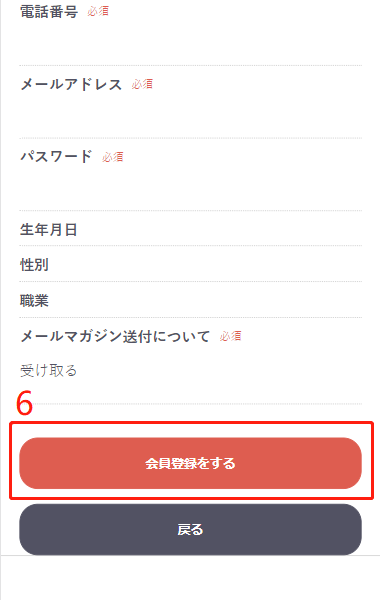 電話番号 必須
メールアドレス 必須
パスワード 必須
生年月日
性別
職業
メールマガジン送付について 必須
受け取る
6
会員登録をする
戻る